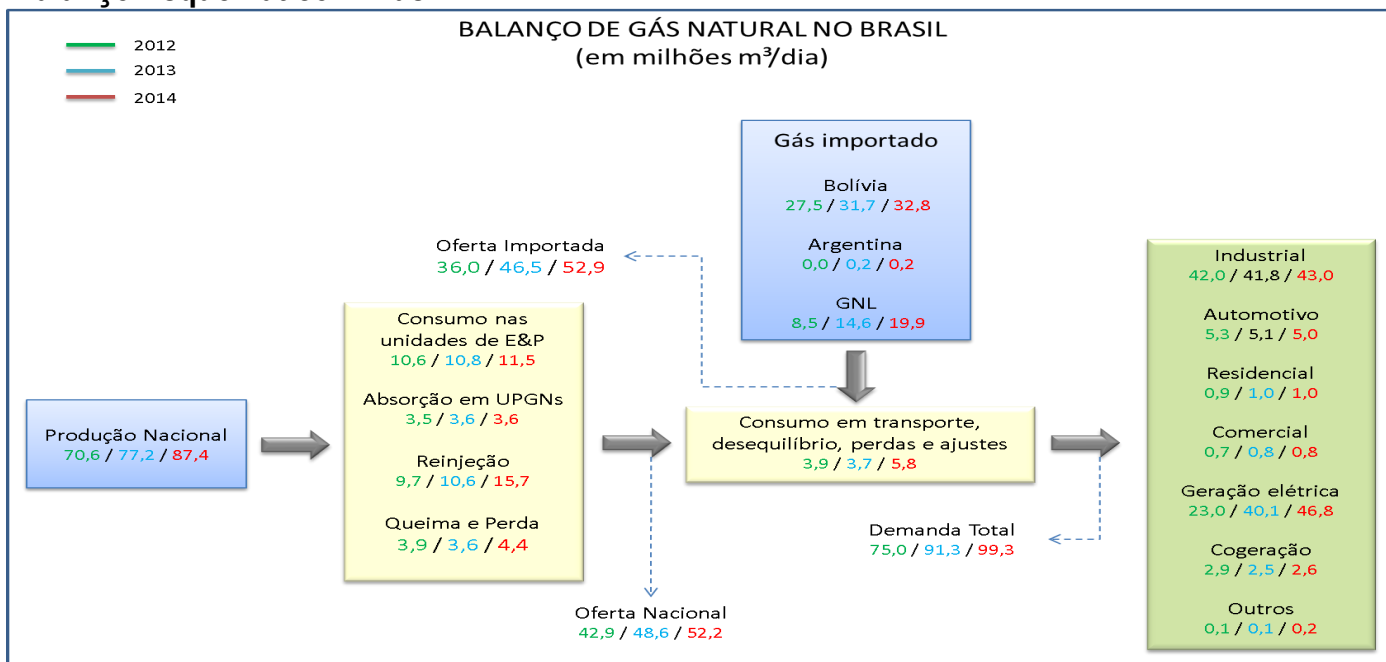 BALANÇO DE GÁS NATURAL NO BRASIL
(em milhões m³/dia)
2012
2013
2014
Gás importado
Bolívia
27,5 / 31,7 / 32,8
Argentina
0,0 / 0,2 / 0,2
GNL
8,5 / 14,6 / 19,9
Oferta Importada
36,0 / 46,5 / 52,9
Produção Nacional
70,6 / 77,2 / 87,4
Consumo nas
unidades de E&P
10,6 / 10,8 / 11,5
Absorção em UPGNs
3,5 / 3,6 / 3,6
Reinjeção
9,7 / 10,6 / 15,7
Queima e Perda
3,9 / 3,6 / 4,4
Oferta Nacional
42,9 / 48,6 / 52,2
Consumo em transporte,
desequilíbrio, perdas e ajustes
3,9 / 3,7 / 5,8
Demanda Total
75,0 / 91,3 / 99,3
Industrial
42,0 / 41,8 / 43,0
Automotivo
5,3 / 5,1 / 5,0
Residencial
0,9 / 1,0 / 1,0
Comercial
0,7 / 0,8 / 0,8
Geração elétrica
23,0 / 40,1 / 46,8
Cogeração
2,9 / 2,5 / 2,6
Outros
0,1 / 0,1 / 0,2